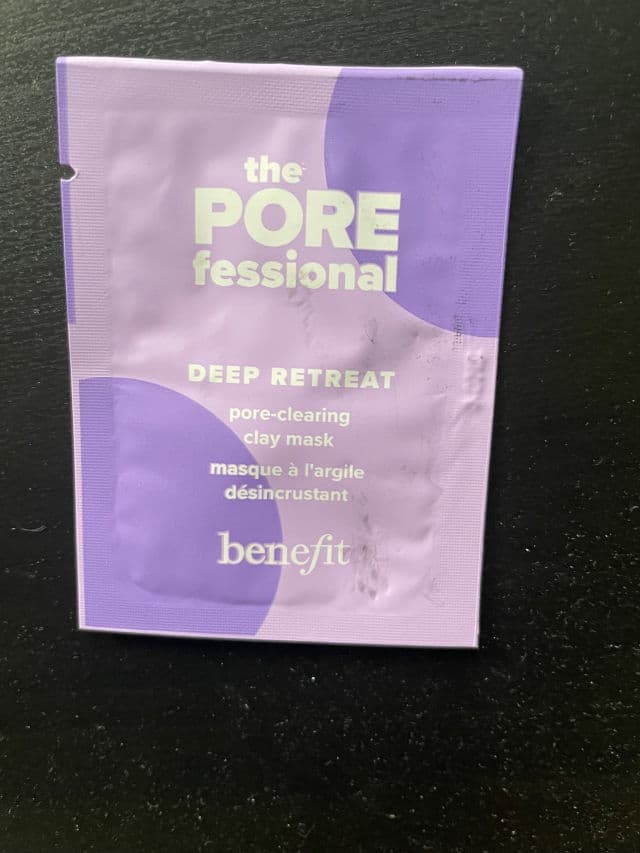 the
PORE
fessional
DEEP RETREAT
pore-clearing
clay mask
masque à l'argile
désincrustant
benefit